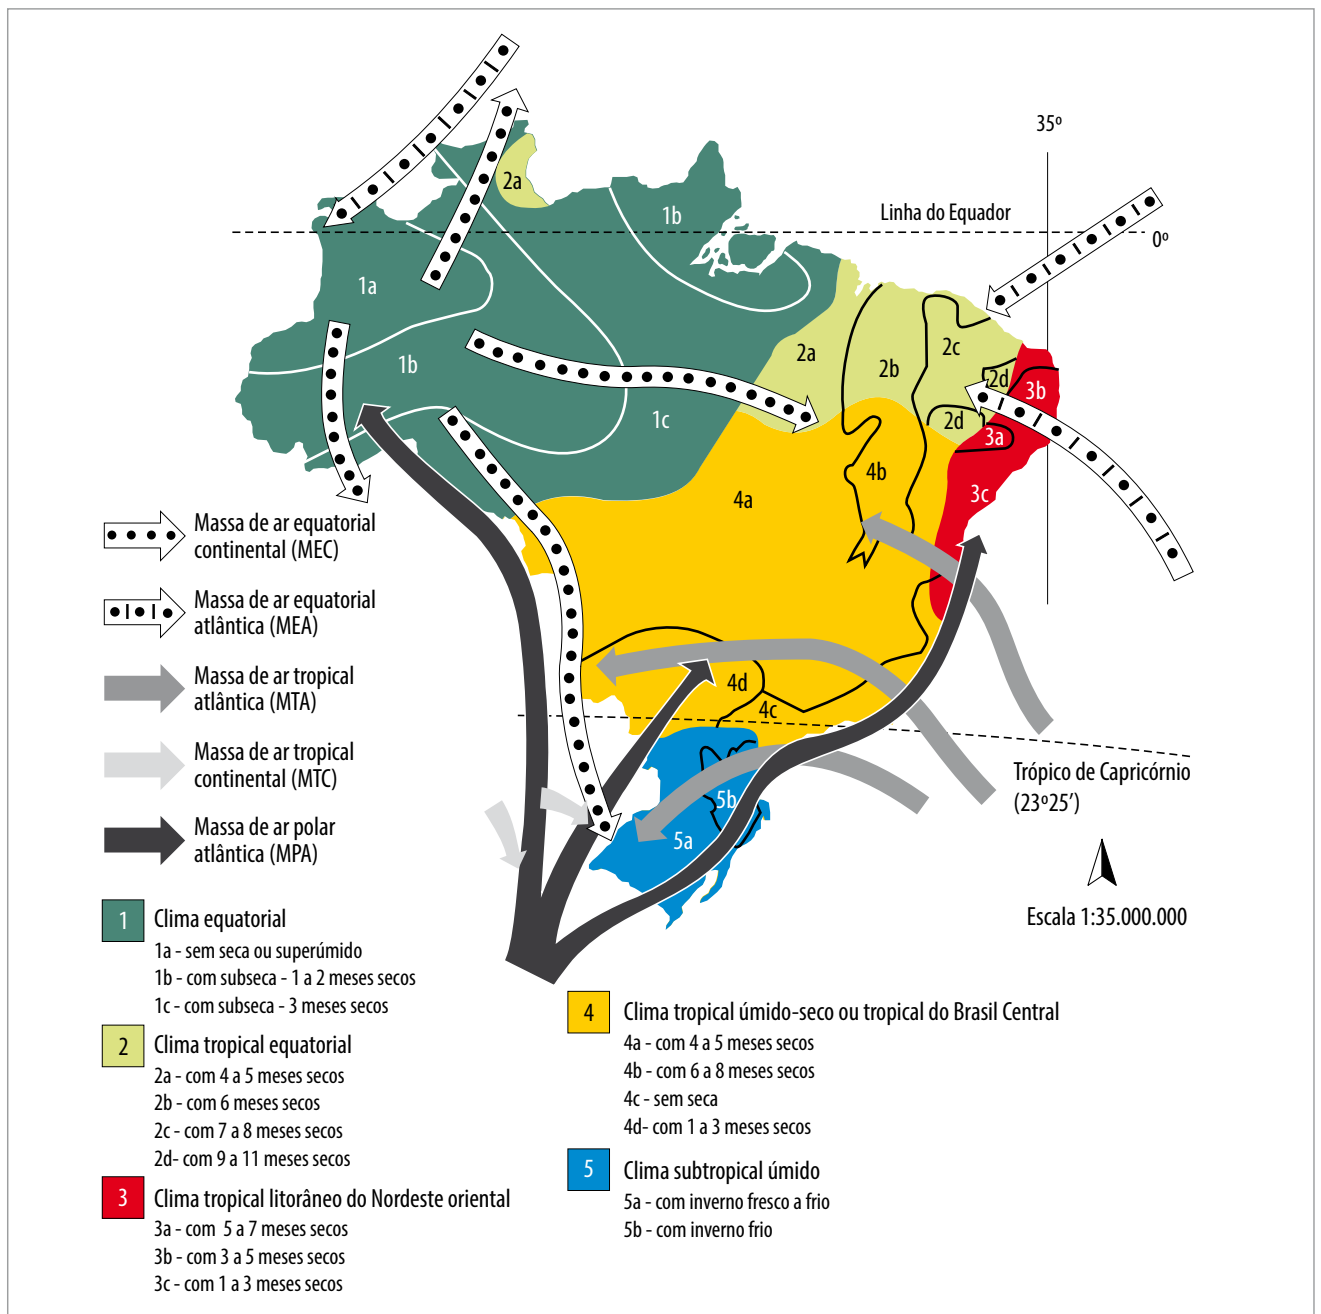 35º
Linha do Equador
0º
2a
1b
1a
1b
1c
2a
2b
2c
2d
2d
3b
3a
3c
4a
4b
4d
4c
5b
5a
Trópico de Capricórnio
(23º25’)
Escala 1:35.000.000
Massa de ar equatorial
continental (MEC)
Massa de ar equatorial
atlântica (MEA)
Massa de ar tropical
atlântica (MTA)
Massa de ar tropical
continental (MTC)
Massa de ar polar
atlântica (MPA)
1 Clima equatorial
1a - sem seca ou superúmido
1b - com subseca - 1 a 2 meses secos
1c - com subseca - 3 meses secos
2 Clima tropical equatorial
2a - com 4 a 5 meses secos
2b - com 6 meses secos
2c - com 7 a 8 meses secos
2d- com 9 a 11 meses secos
3 Clima tropical litorâneo do Nordeste oriental
3a - com 5 a 7 meses secos
3b - com 3 a 5 meses secos
3c - com 1 a 3 meses secos
4 Clima tropical úmido-seco ou tropical do Brasil Central
4a - com 4 a 5 meses secos
4b - com 6 a 8 meses secos
4c - sem seca
4d- com 1 a 3 meses secos
5 Clima subtropical úmido
5a - com inverno fresco a frio
5b - com inverno frio